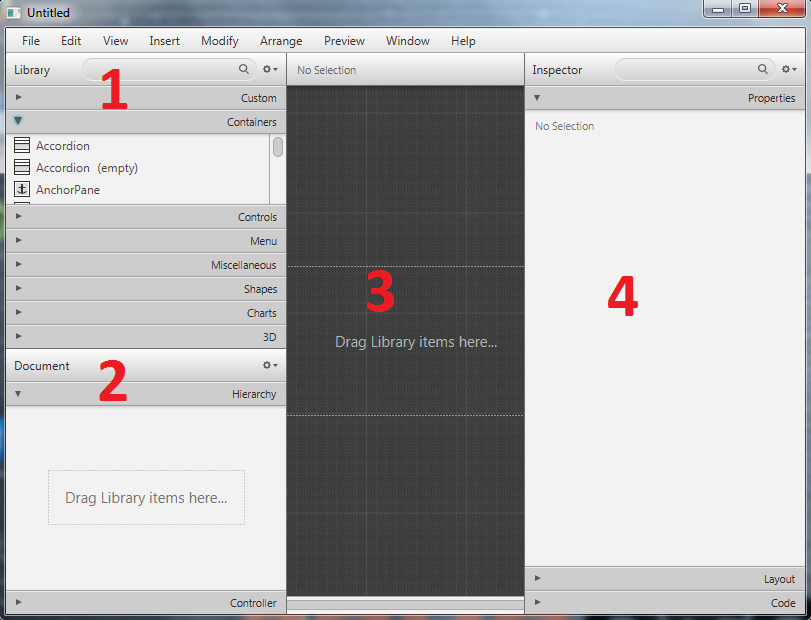 Untitled
File Edit View Insert Modify Arrange Preview Window Help
Library
1
Custom
Containers
Accordion
Accordion (empty)
AnchorPane
Controls
Menu
Miscellaneous
Shapes
Charts
3D
Document
2
Hierarchy
Drag Library items here...
Controller
No Selection
3
Drag Library items here...
Inspector
Properties
No Selection
4
Layout
Code